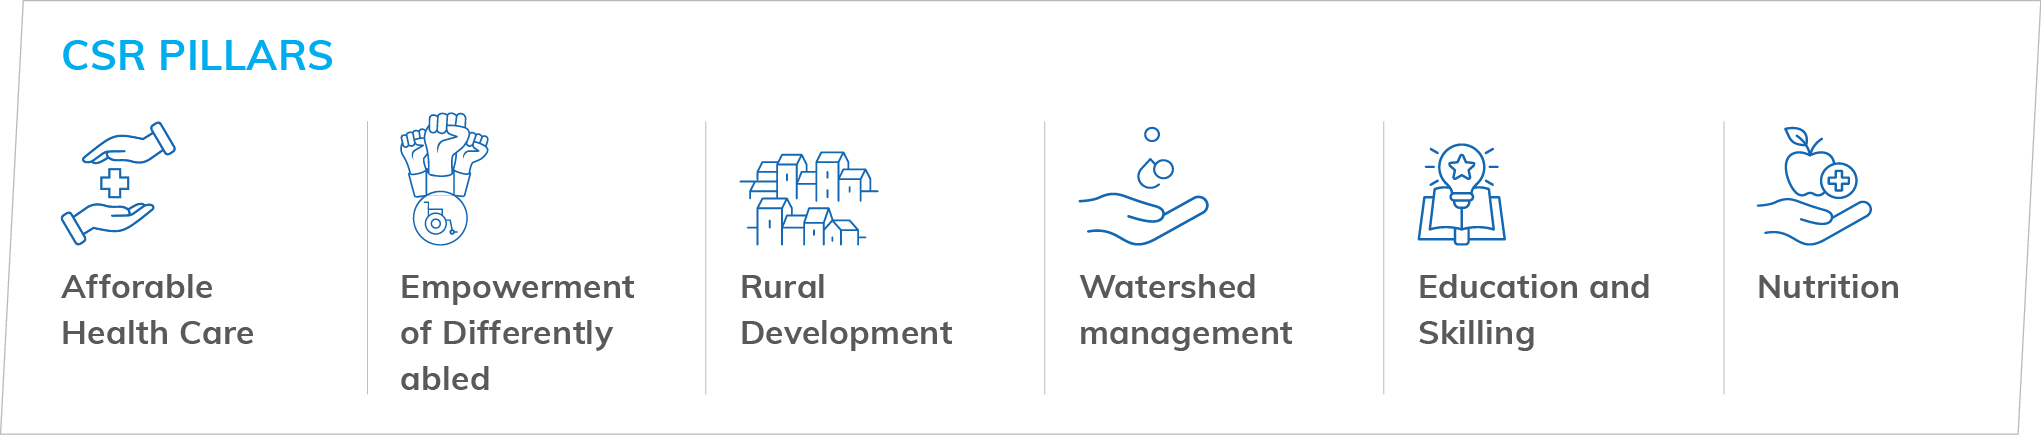 CSR PILLARS
Afforable
Health Care
Empowerment
of Differently
abled
Rural
Development
Watershed
management
Education and
Skilling
Nutrition